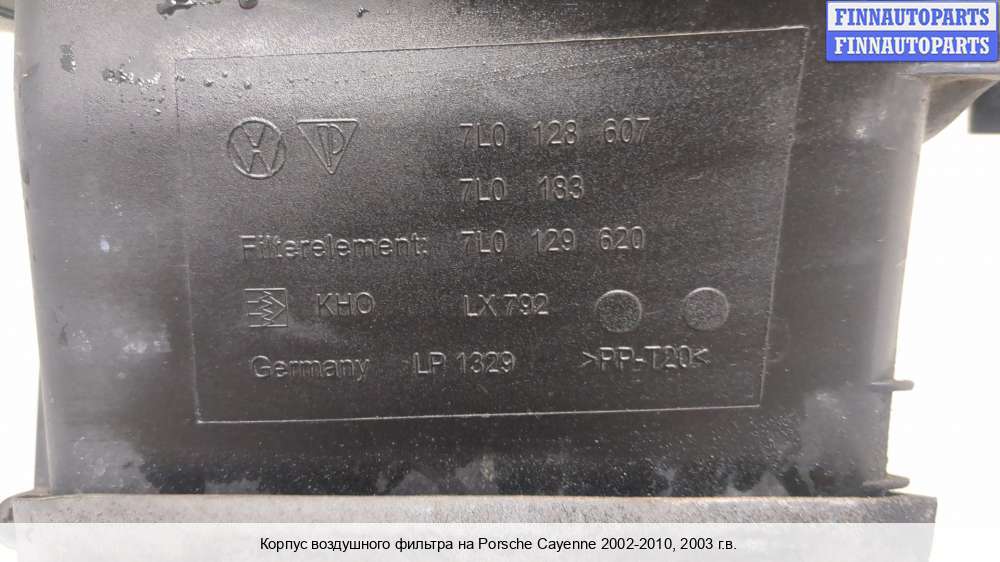 FINNAUTOPARTS
FINNAUTOPARTS
7L0 128 607
7L0 183
Filterelement: 7L0 129 620
KHO LX 792
Germany LP 1329 >PP-T20<
Корпус воздушного фильтра на Porsche Cayenne 2002-2010, 2003 г.в.